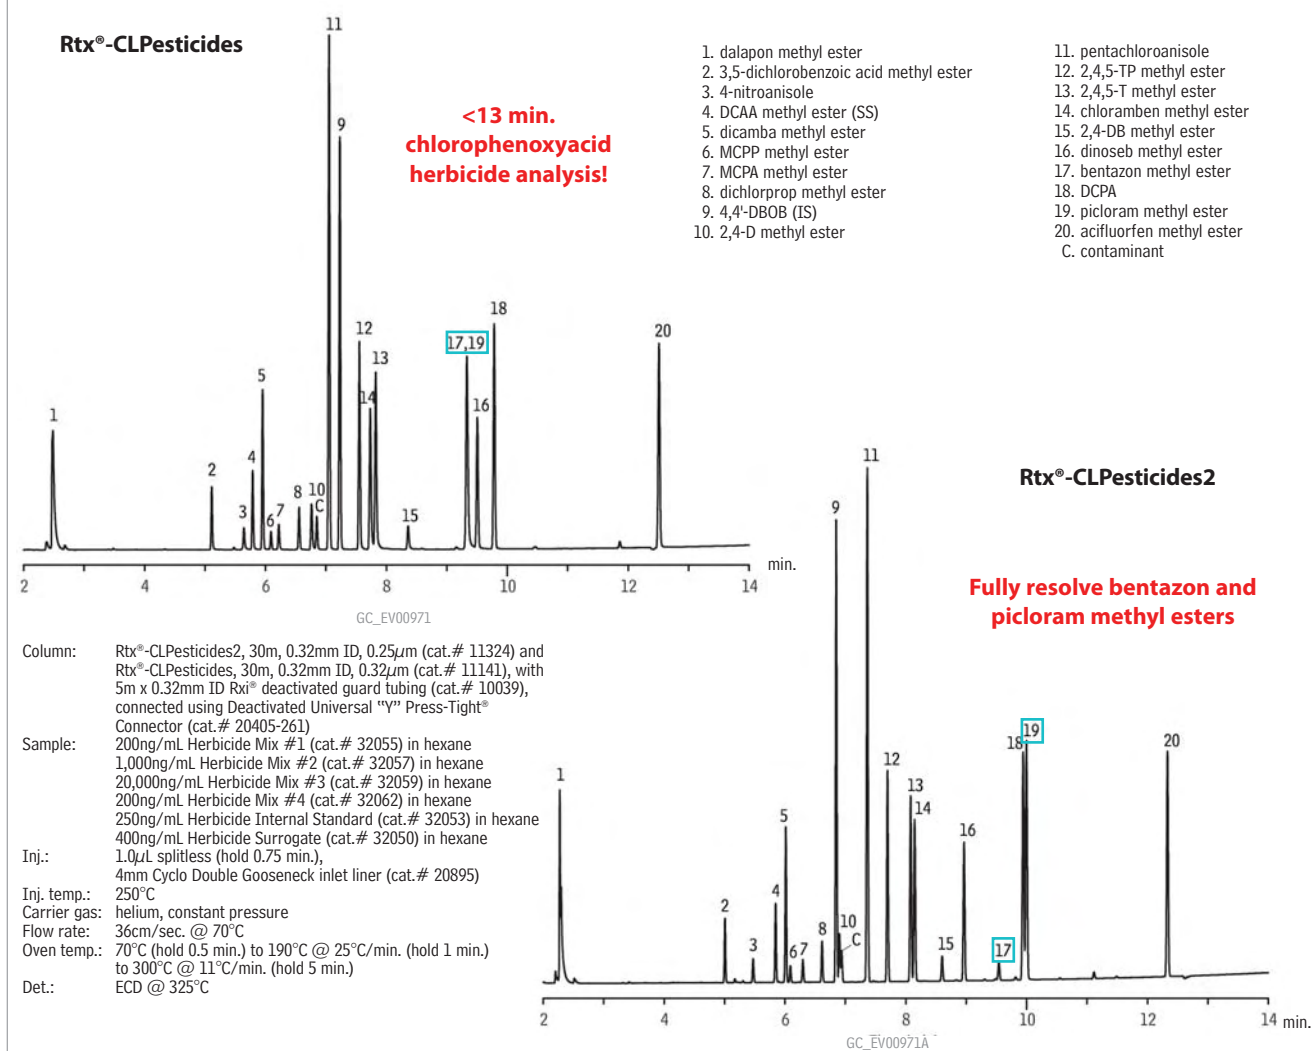 Rtx®-CLPesticides
<13 min.
chlorophenoxyacid
herbicide analysis!
1. dalapon methyl ester
2. 3,5-dichlorobenzoic acid methyl ester
3. 4-nitroanisole
4. DCAA methyl ester (SS)
5. dicamba methyl ester
6. MCPP methyl ester
7. MCPA methyl ester
8. dichlorprop methyl ester
9. 4,4'-DBOB (IS)
10. 2,4-D methyl ester
11. pentachloroanisole
12. 2,4,5-TP methyl ester
13. 2,4,5-T methyl ester
14. chloramben methyl ester
15. 2,4-DB methyl ester
16. dinoseb methyl ester
17. bentazon methyl ester
18. DCPA
19. picloram methyl ester
20. acifluorfen methyl ester
C. contaminant
1
2
3
4
5
6
7
8
10
C
11
9
12
14
13
15
17,19
16
18
20
2 4 6 8 10 12 14
min.
GC_EV00971
Rtx®-CLPesticides2
Fully resolve bentazon and
picloram methyl esters
Column: Rtx®-CLPesticides2, 30m, 0.32mm ID, 0.25µm (cat.# 11324) and
Rtx®-CLPesticides, 30m, 0.32mm ID, 0.32µm (cat.# 11141), with
5m x 0.32mm ID Rxi® deactivated guard tubing (cat.# 10039),
connected using Deactivated Universal "Y" Press-Tight®
Connector (cat.# 20405-261)
Sample: 200ng/mL Herbicide Mix #1 (cat.# 32055) in hexane
1,000ng/mL Herbicide Mix #2 (cat.# 32057) in hexane
20,000ng/mL Herbicide Mix #3 (cat.# 32059) in hexane
200ng/mL Herbicide Mix #4 (cat.# 32062) in hexane
250ng/mL Herbicide Internal Standard (cat.# 32053) in hexane
400ng/mL Herbicide Surrogate (cat.# 32050) in hexane
Inj.: 1.0µL splitless (hold 0.75 min.),
4mm Cyclo Double Gooseneck inlet liner (cat.# 20895)
Inj. temp.: 250°C
Carrier gas: helium, constant pressure
Flow rate: 36cm/sec. @ 70°C
Oven temp.: 70°C (hold 0.5 min.) to 190°C @ 25°C/min. (hold 1 min.)
to 300°C @ 11°C/min. (hold 5 min.)
Det.: ECD @ 325°C
1
2
3
4
5
6
7
8
9
10
C
11
12
13
14
15
16
17
18
19
20
2 4 6 8 10 12 14
min.
GC_EV00971A